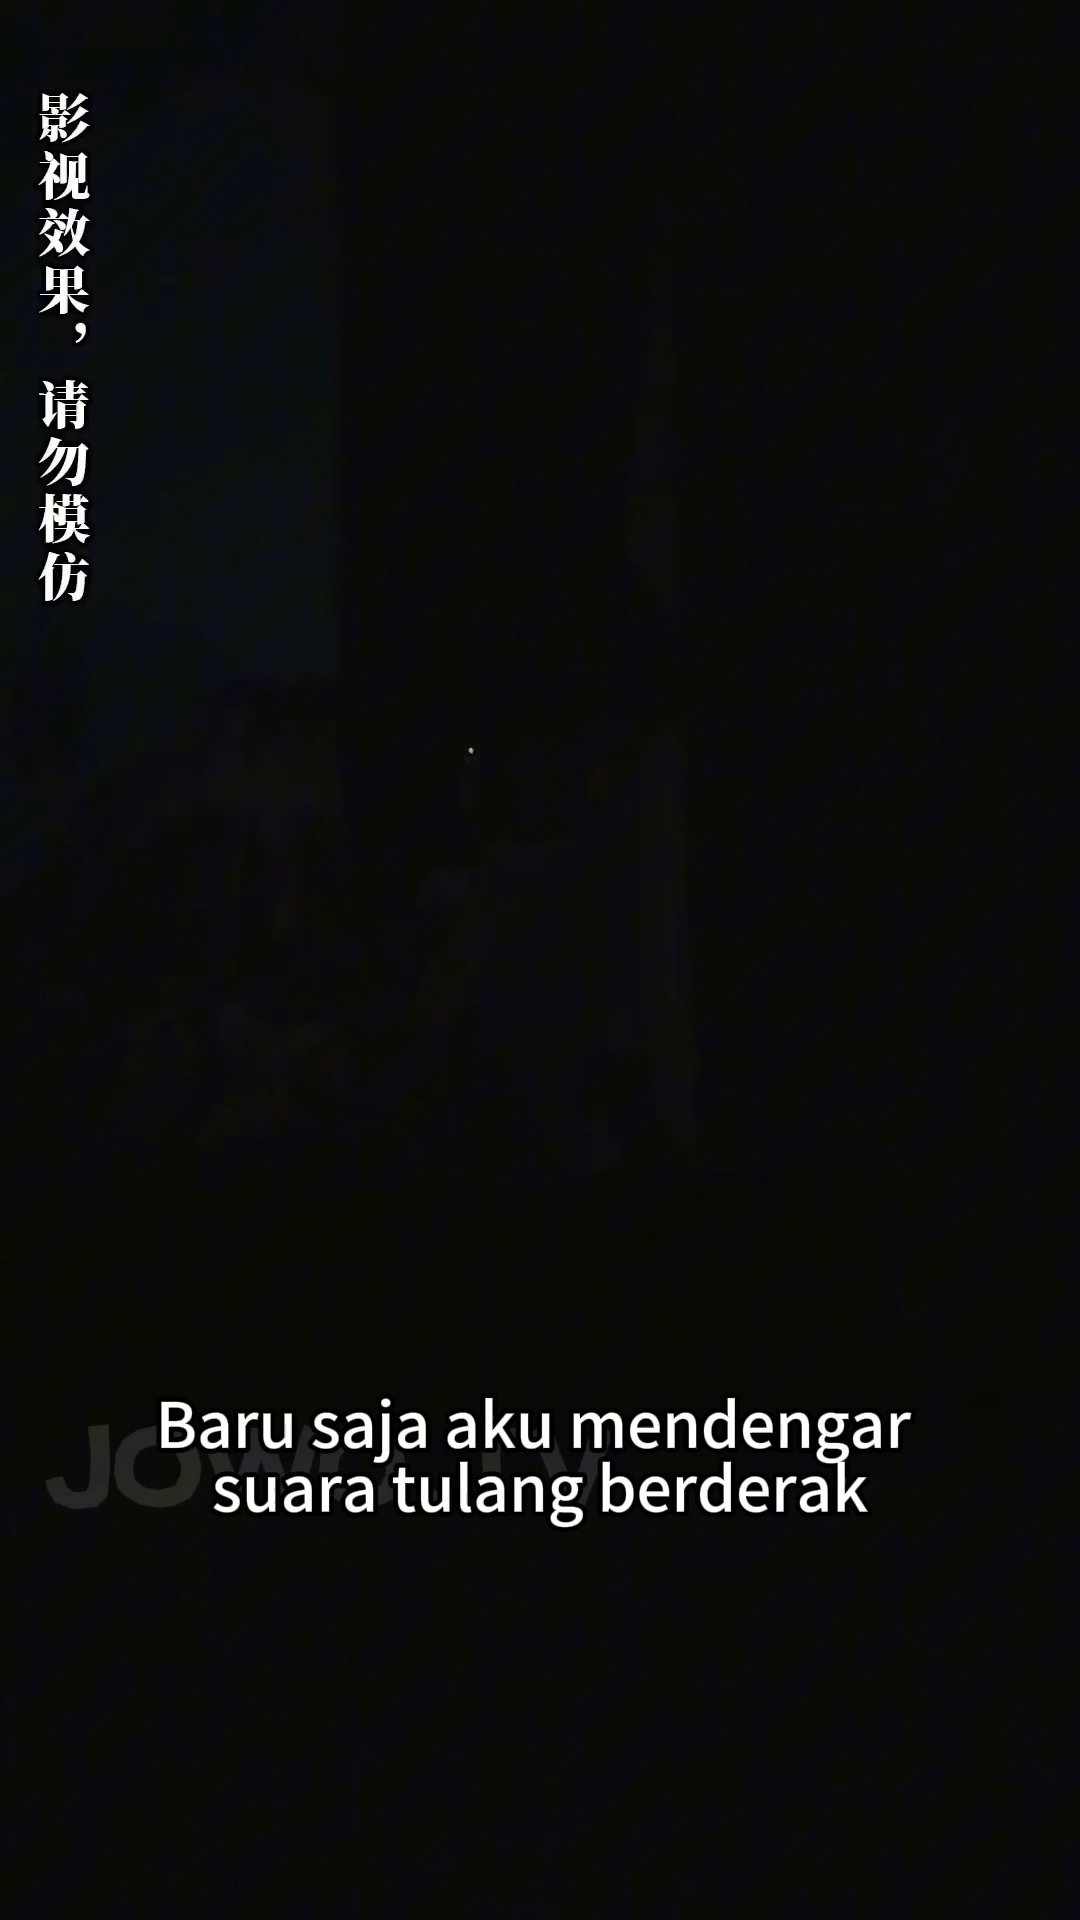 影视效果，请勿模仿
Baru saja aku mendengar
suara tulang berderak